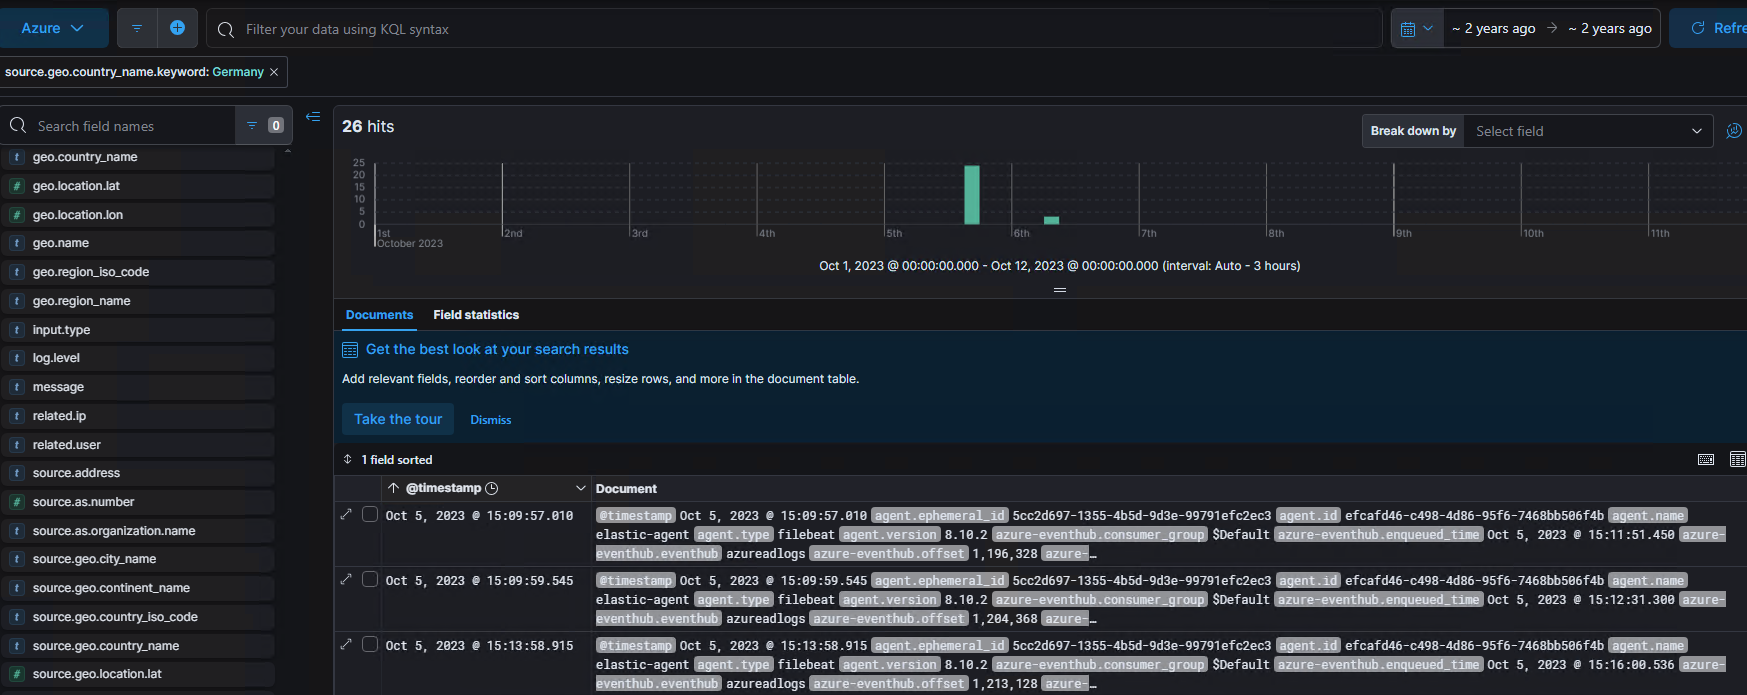 Azure
Filter your data using KQL syntax
~ 2 years ago → ~ 2 years ago
Refre
source.geo.country_name.keyword: Germany ×
Search field names
0
t geo.country_name
# geo.location.lat
# geo.location.lon
t geo.name
t geo.region_iso_code
t geo.region_name
t input.type
t log.level
t message
t related.ip
t related.user
t source.address
# source.as.number
t source.as.organization.name
t source.geo.city_name
t source.geo.continent_name
t source.geo.country_iso_code
t source.geo.country_name
# source.geo.location.lat
26 hits
Break down by Select field
25
20
15
10
5
0
1st 2nd 3rd 4th 5th 6th 7th 8th 9th 10th 11th
October 2023
Oct 1, 2023 @ 00:00:00.000 - Oct 12, 2023 @ 00:00:00.000 (interval: Auto - 3 hours)
Documents Field statistics
Get the best look at your search results
Add relevant fields, reorder and sort columns, resize rows, and more in the document table.
Take the tour Dismiss
1 field sorted
@timestamp Document
Oct 5, 2023 @ 15:09:57.010 @timestamp Oct 5, 2023 @ 15:09:57.010 agent.ephemeral_id 5cc2d697-1355-4b5d-9d3e-99791efc2ec3 agent.id efcafd46-c498-4d86-95f6-7468bb506f4b agent.name
elastic-agent agent.type filebeat agent.version 8.10.2 azure-eventhub.consumer_group $Default azure-eventhub.enqueued_time Oct 5, 2023 @ 15:11:51.450 azure-
eventhub.eventhub azureadlogs azure-eventhub.offset 1,196,328 azure-…
Oct 5, 2023 @ 15:09:59.545 @timestamp Oct 5, 2023 @ 15:09:59.545 agent.ephemeral_id 5cc2d697-1355-4b5d-9d3e-99791efc2ec3 agent.id efcafd46-c498-4d86-95f6-7468bb506f4b agent.name
elastic-agent agent.type filebeat agent.version 8.10.2 azure-eventhub.consumer_group $Default azure-eventhub.enqueued_time Oct 5, 2023 @ 15:12:31.300 azure-
eventhub.eventhub azureadlogs azure-eventhub.offset 1,204,368 azure-…
Oct 5, 2023 @ 15:13:58.915 @timestamp Oct 5, 2023 @ 15:13:58.915 agent.ephemeral_id 5cc2d697-1355-4b5d-9d3e-99791efc2ec3 agent.id efcafd46-c498-4d86-95f6-7468bb506f4b agent.name
elastic-agent agent.type filebeat agent.version 8.10.2 azure-eventhub.consumer_group $Default azure-eventhub.enqueued_time Oct 5, 2023 @ 15:16:00.536 azure-
eventhub.eventhub azureadlogs azure-eventhub.offset 1,213,128 azure-…